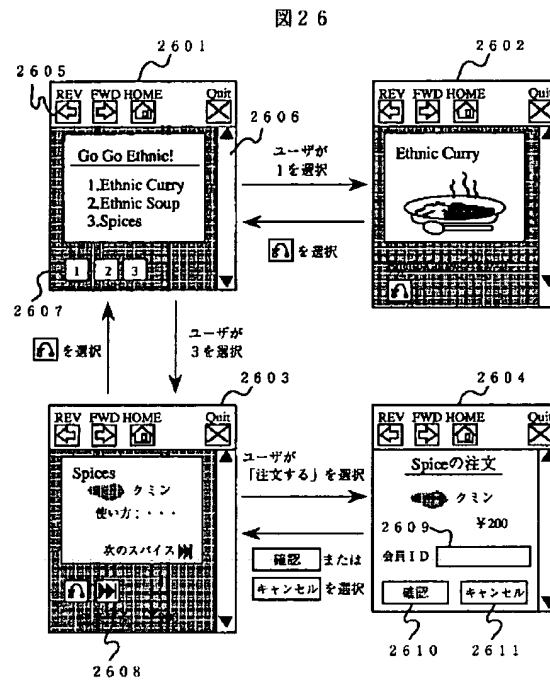 図26
2601
2602
2605
REV FWD HOME Quit
REV FWD HOME Quit
2606
Go Go Ethnic!
1.Ethnic Curry
2.Ethnic Soup
3.Spices
1 2 3
2607
ユーザが
1を選択
を選択
Ethnic Curry
を選択
ユーザが
3を選択
2603
2604
REV FWD HOME Quit
REV FWD HOME Quit
Spices
クミン
使い方:・・・
次のスパイス
2608
ユーザが
「注文する」を選択
確認 または
キャンセル を選択
Spiceの注文
クミン
¥200
2609
会員ID
確認 キャンセル
2610 2611